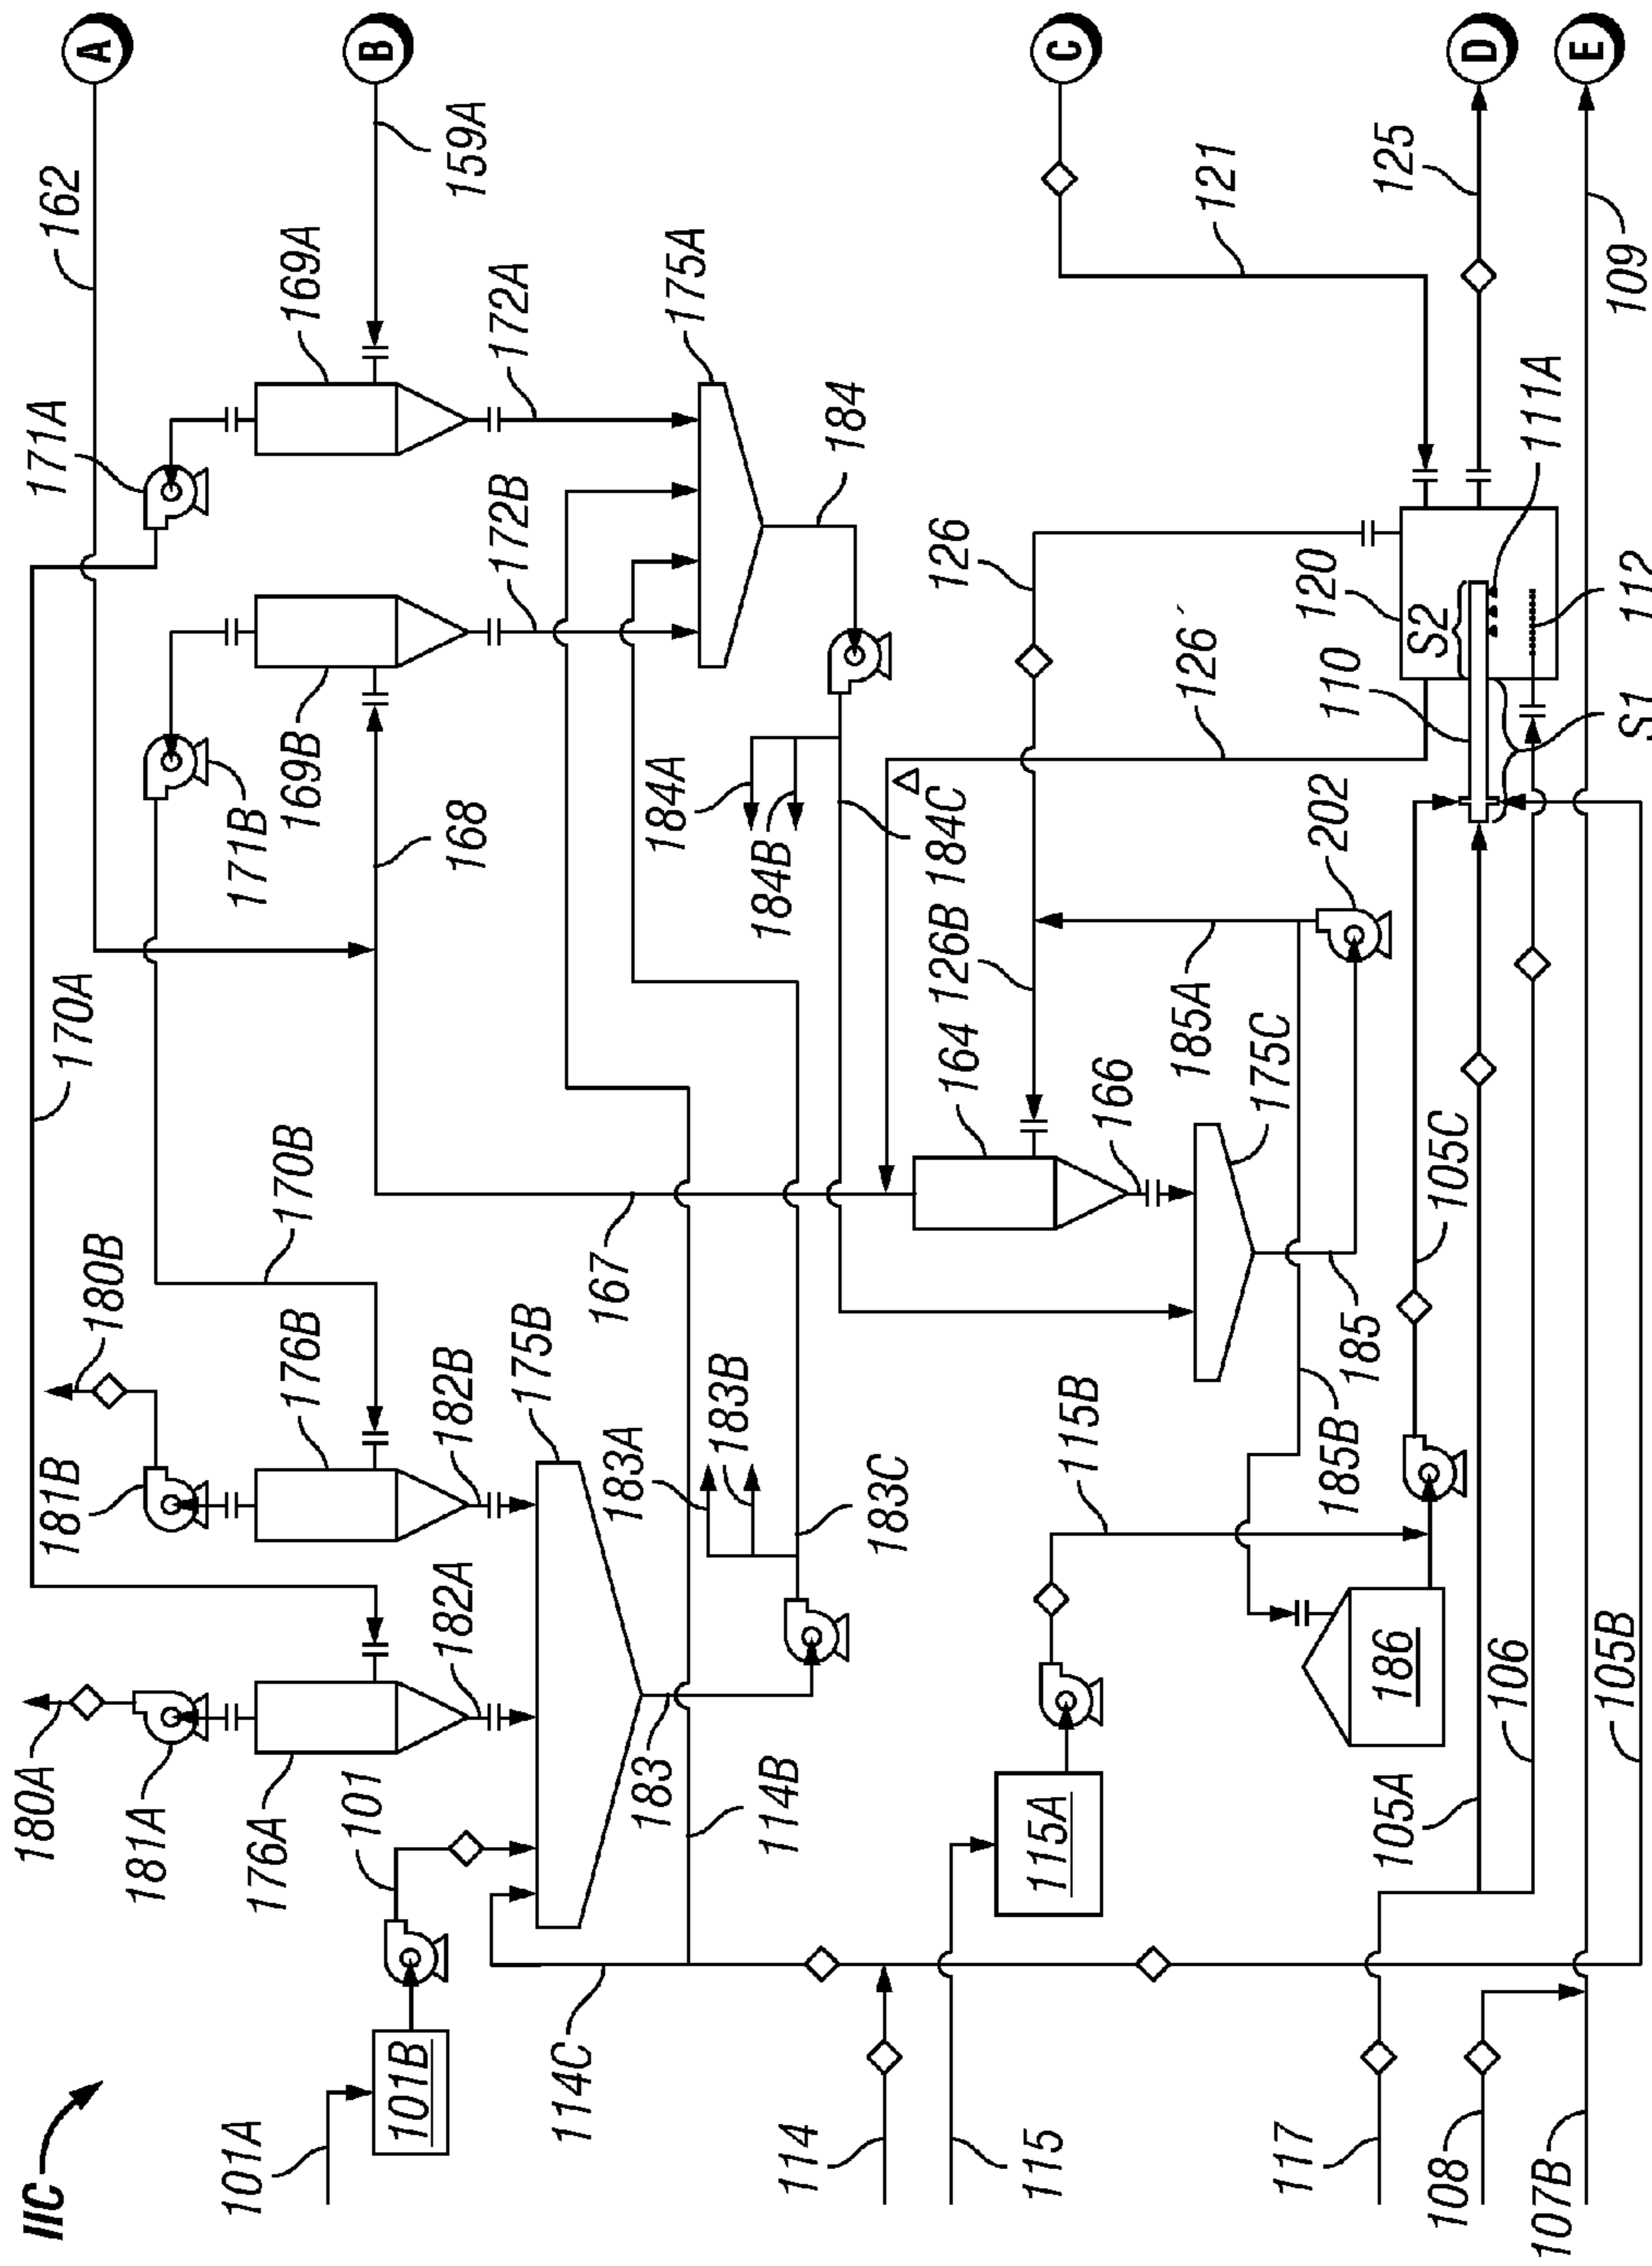 IIC
A
162
B
159A
C
121
D
125
E
109
170A
171A
169A
172A
175A
184
171B
169B
172B
168
184A
184B
184C
126
126´
Δ
120
S2
110
111A
112
S1
180B
181B
176B
170B
182B
175B
167
164
126B
166
185A
175C
202
180A
181A
176A
182A
101
101A
101B
183
183A
183B
183C
114B
114C
114
115
115A
115B
185
185B
186
105C
105A
106
105B
117
108
107B